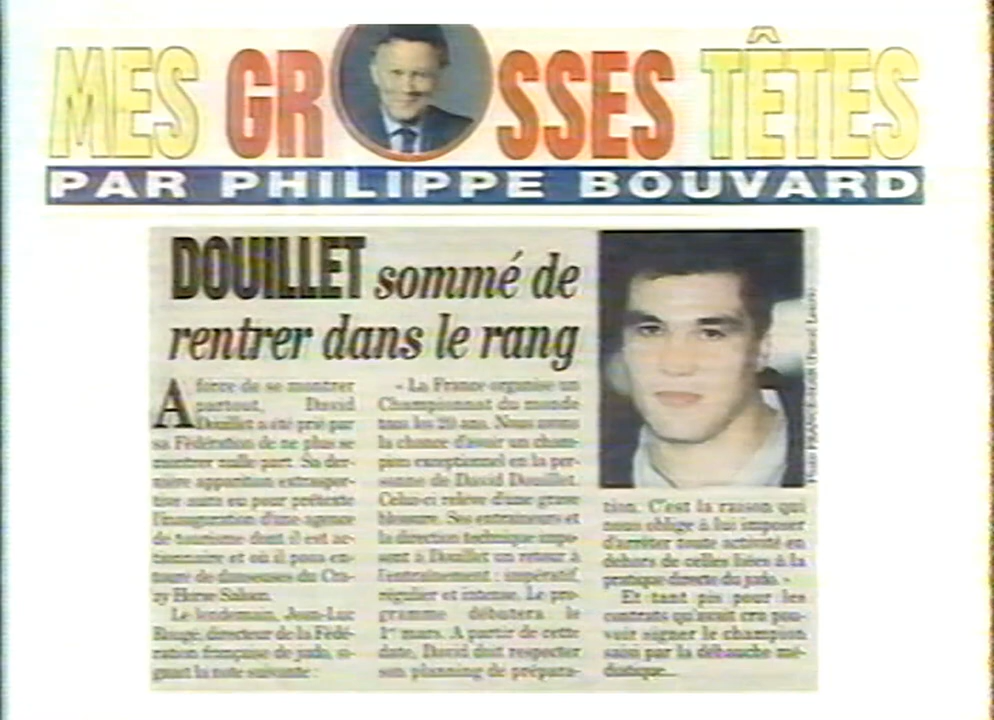 MES GROSSES TÊTES
PAR PHILIPPE BOUVARD
DOUILLET sommé de
rentrer dans le rang
A force de se montrer
partout, David
Douillet a été prié par
sa Fédération de ne plus se
montrer nulle part. Sa der-
nière apparition extraspor-
tive aura eu pour prétexte
l'inauguration d'une agence
de tourisme dont il est ac-
tionnaire et où il posa en-
touré de danseuses du Cra-
zy Horse Saloon.
Le lendemain, Jean-Luc
Rougé, directeur de la Fédé-
ration française de judo, si-
gnait la note suivante :
« La France organise un
Championnat du monde
tous les 20 ans. Nous avons
la chance d'avoir un cham-
pion exceptionnel en la per-
sonne de David Douillet.
Celui-ci relève d'une grave
blessure. Ses entraîneurs et
la direction technique impo-
sent à Douillet un retour à
l'entraînement : impératif,
régulier et intense. Le pro-
gramme débutera le
1er mars. A partir de cette
date, David doit respecter
son planning de prépara-
tion. C'est la raison qui
nous oblige à lui imposer
d'arrêter toute activité en
dehors de celles liées à la
pratique directe du judo. »
Et tant pis pour les
contrats qu'avait cru pou-
voir signer le champion
saisi par la débauche mé-
diatique...